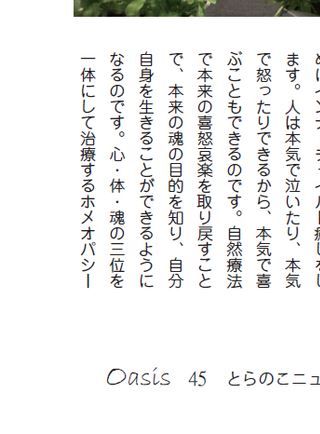 ます。人は本気で泣いたり、本気
で怒ったりできるから、本気で喜
ぶこともできるのです。自然療法
で本来の喜怒哀楽を取り戻すこと
で、本来の魂の目的を知り、自分
自身を生きることができるように
なるのです。心・体・魂の三位を
一体にして治療するホメオパシー
Oasis 45 とらのこニュ